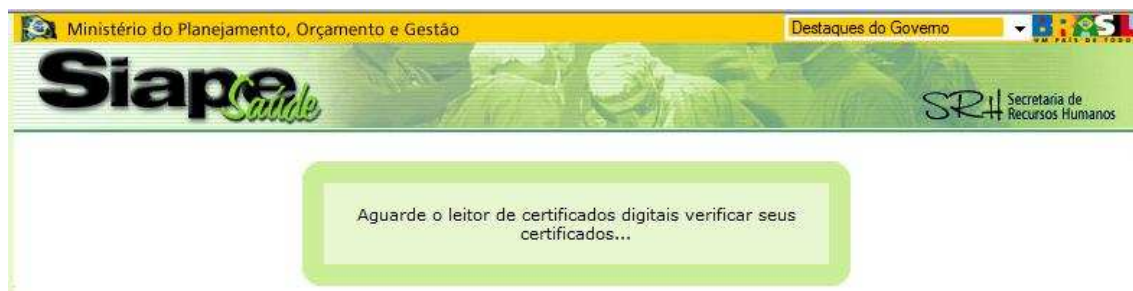 Ministério do Planejamento, Orçamento e Gestão
Destaques do Governo
BRASIL
UM PAÍS DE TODOS
Siape
Saúde
SRH
Secretaria de
Recursos Humanos
Aguarde o leitor de certificados digitais verificar seus
certificados...